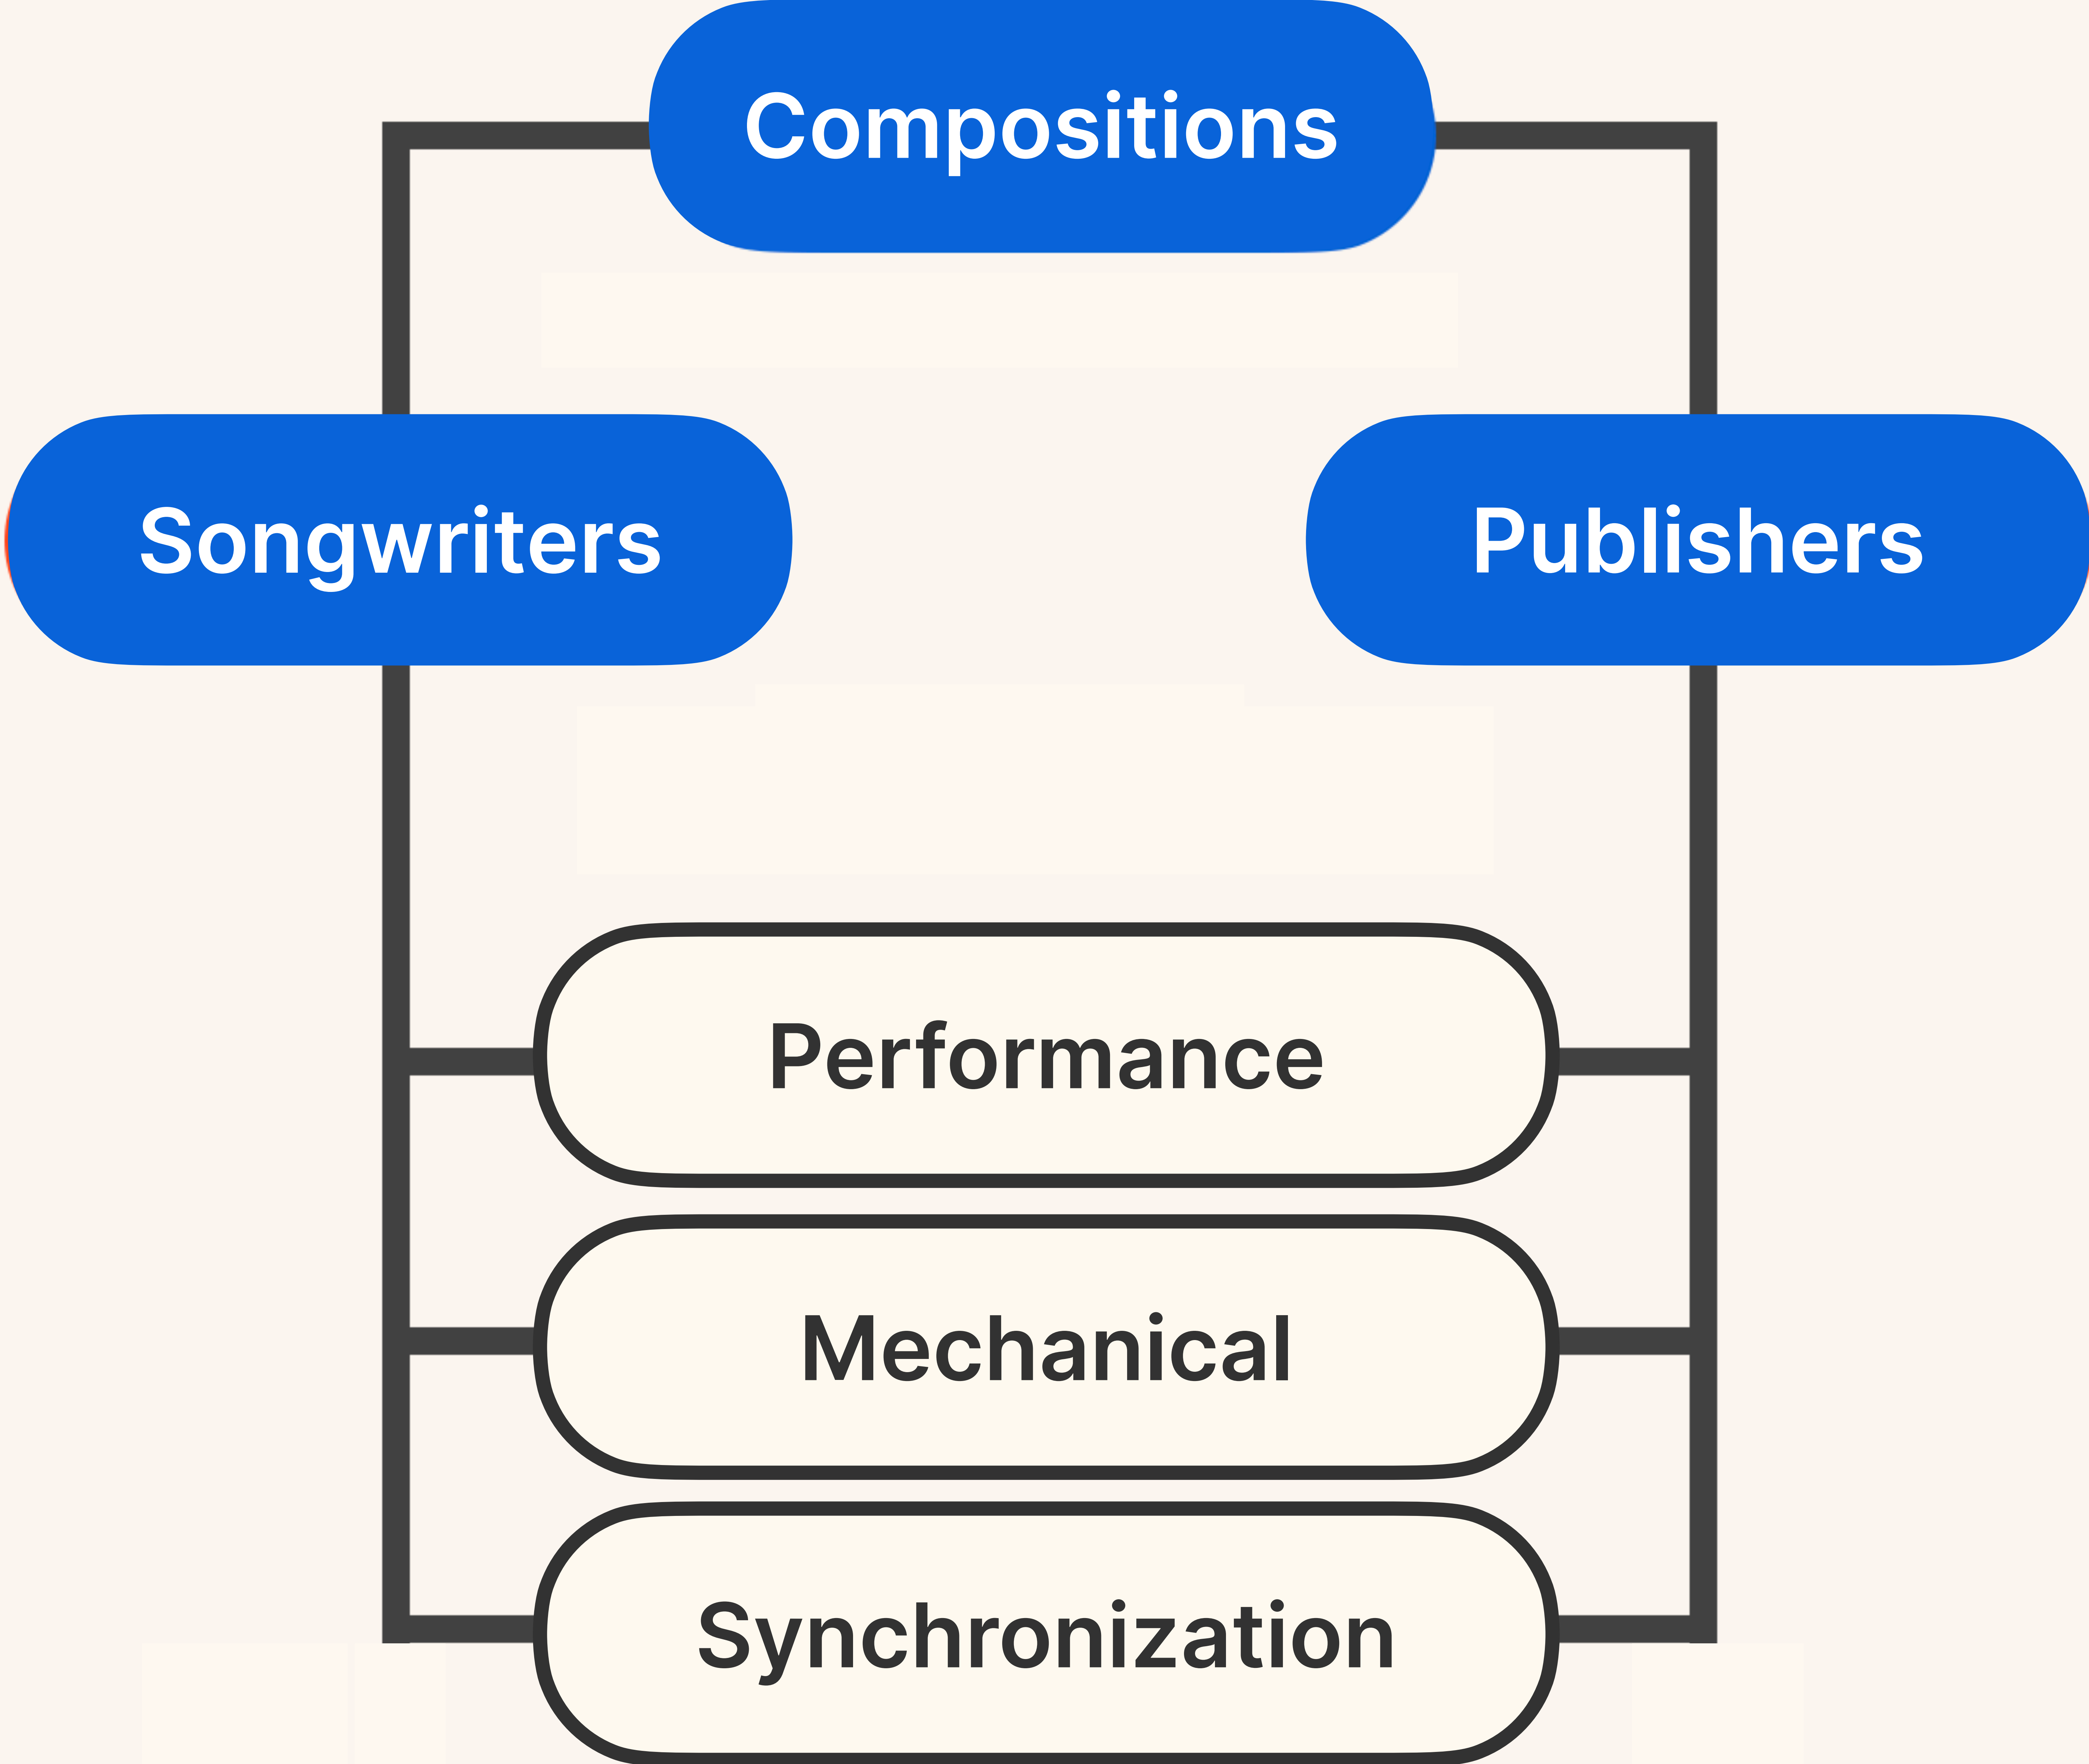 Compositions
Songwriters
Publishers
Performance
Mechanical
Synchronization